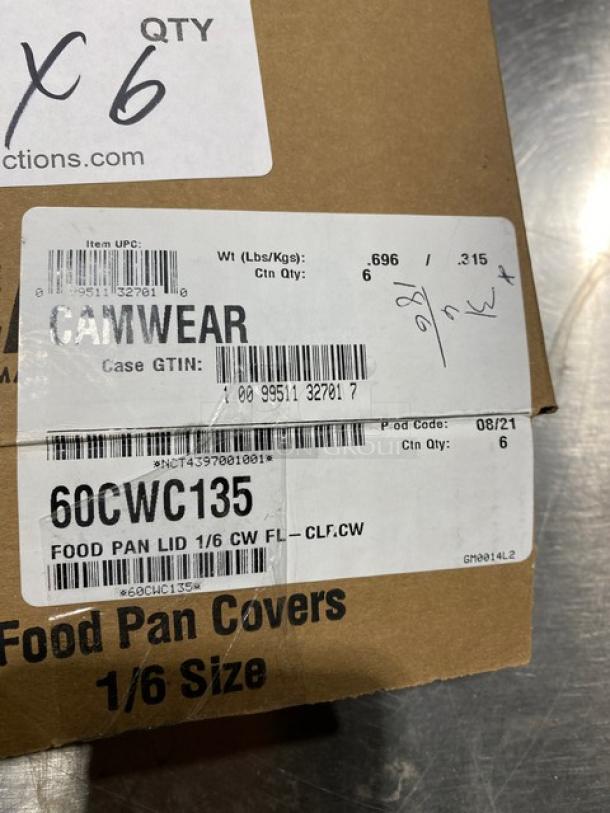 QTY
x 6
ctions.com
Item UPC:
0 99511 32701 0
Wt (Lbs/Kgs): .696 / .315
Ctn Qty: 6
CAMWEAR
Case GTIN:
1 00 99511 32701 7
P od Code: 08/21
Ctn Qty: 6
*NCT4397001001*
60CWC135
FOOD PAN LID 1/6 CW FL-CLR.CW
*60CWC135*
GM0014L2
Food Pan Covers
1/6 Size